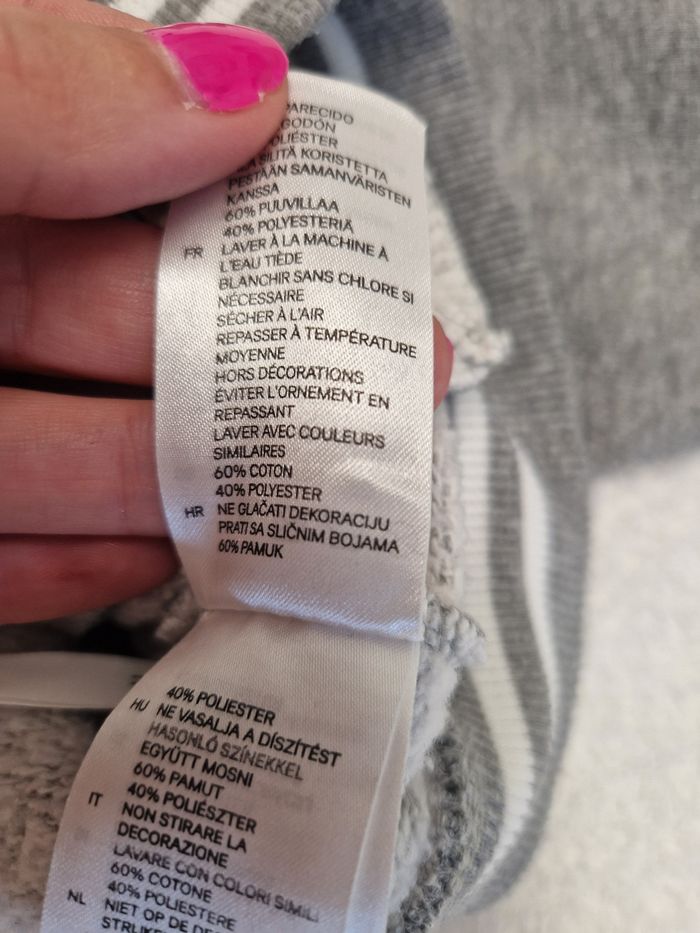 PARECIDO
GODÓN
OLIÉSTER
SILITÄ KORISTETTA
PESTÄÄN SAMANVÄRISTEN
KANSSA
60% PUUVILLAA
40% POLYESTERIÄ
FR LAVER À LA MACHINE À
L'EAU TIÈDE
BLANCHIR SANS CHLORE SI
NÉCESSAIRE
SÉCHER À L'AIR
REPASSER À TEMPÉRATURE
MOYENNE
HORS DÉCORATIONS
ÉVITER L'ORNEMENT EN
REPASSANT
LAVER AVEC COULEURS
SIMILAIRES
60% COTON
40% POLYESTER
HR NE GLAČATI DEKORACIJU
PRATI SA SLIČNIM BOJAMA
60% PAMUK
40% POLIESTER
HU NE VASALJA A DÍSZÍTÉST
HASONLÓ SZÍNEKKEL
EGYÜTT MOSNI
60% PAMUT
40% POLIÉSZTER
IT NON STIRARE LA
DECORAZIONE
LAVARE CON COLORI SIMILI
60% COTONE
40% POLIESTERE
NL NIET OP DE DE
STRIJKE